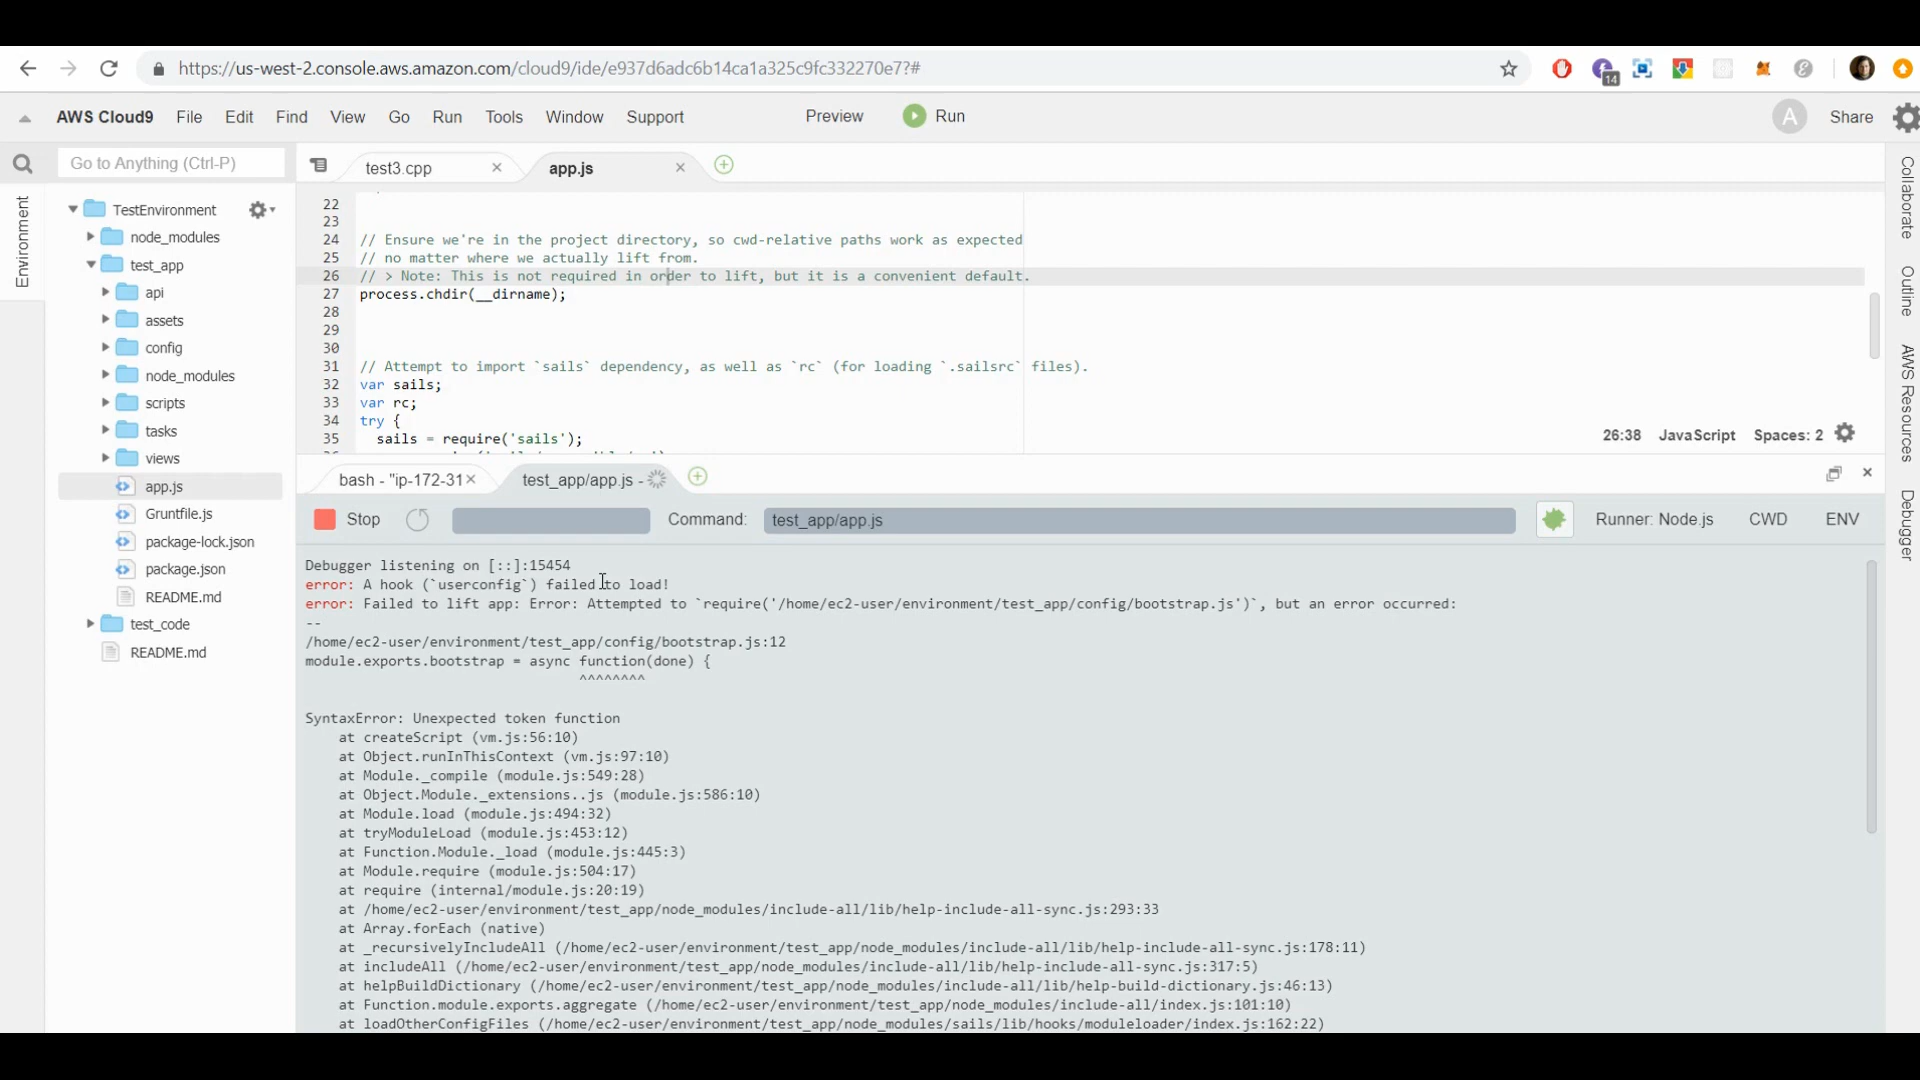 https://us-west-2.console.aws.amazon.com/cloud9/ide/e937d6adc6b14ca1a325c9fc332270e7?#
14
AWS Cloud9 File Edit Find View Go Run Tools Window Support Preview Run A Share
Go to Anything (Ctrl-P)
test3.cpp
app.js
Environment
TestEnvironment
node_modules
test_app
api
assets
config
node_modules
scripts
tasks
views
app.js
Gruntfile.js
package-lock.json
package.json
README.md
test_code
README.md
22
23
24 // Ensure we're in the project directory, so cwd-relative paths work as expected
25 // no matter where we actually lift from.
26 // > Note: This is not required in order to lift, but it is a convenient default.
27 process.chdir(__dirname);
28
29
30
31 // Attempt to import `sails` dependency, as well as `rc` (for loading `.sailsrc` files).
32 var sails;
33 var rc;
34 try {
35 sails = require('sails');
26:38 JavaScript Spaces: 2
Collaborate
Outline
AWS Resources
Debugger
bash - "ip-172-31
test_app/app.js -
Stop
Command: test_app/app.js
Runner: Node.js
CWD
ENV
Debugger listening on [::]:15454
error: A hook (`userconfig`) failed to load!
error: Failed to lift app: Error: Attempted to `require('/home/ec2-user/environment/test_app/config/bootstrap.js')`, but an error occurred:
--
/home/ec2-user/environment/test_app/config/bootstrap.js:12
module.exports.bootstrap = async function(done) {
^^^^^^^^
SyntaxError: Unexpected token function
at createScript (vm.js:56:10)
at Object.runInThisContext (vm.js:97:10)
at Module._compile (module.js:549:28)
at Object.Module._extensions..js (module.js:586:10)
at Module.load (module.js:494:32)
at tryModuleLoad (module.js:453:12)
at Function.Module._load (module.js:445:3)
at Module.require (module.js:504:17)
at require (internal/module.js:20:19)
at /home/ec2-user/environment/test_app/node_modules/include-all/lib/help-include-all-sync.js:293:33
at Array.forEach (native)
at _recursivelyIncludeAll (/home/ec2-user/environment/test_app/node_modules/include-all/lib/help-include-all-sync.js:178:11)
at includeAll (/home/ec2-user/environment/test_app/node_modules/include-all/lib/help-include-all-sync.js:317:5)
at helpBuildDictionary (/home/ec2-user/environment/test_app/node_modules/include-all/lib/help-build-dictionary.js:46:13)
at Function.module.exports.aggregate (/home/ec2-user/environment/test_app/node_modules/include-all/index.js:101:10)
at loadOtherConfigFiles (/home/ec2-user/environment/test_app/node_modules/sails/lib/hooks/moduleloader/index.js:162:22)